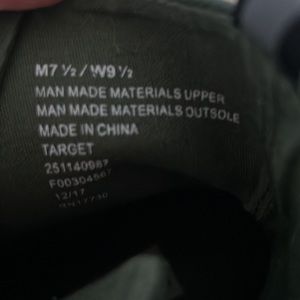 M7 ½ / W9 ½
MAN MADE MATERIALS UPPER
MAN MADE MATERIALS OUTSOLE
MADE IN CHINA
TARGET
251140987
F00304567
12/17